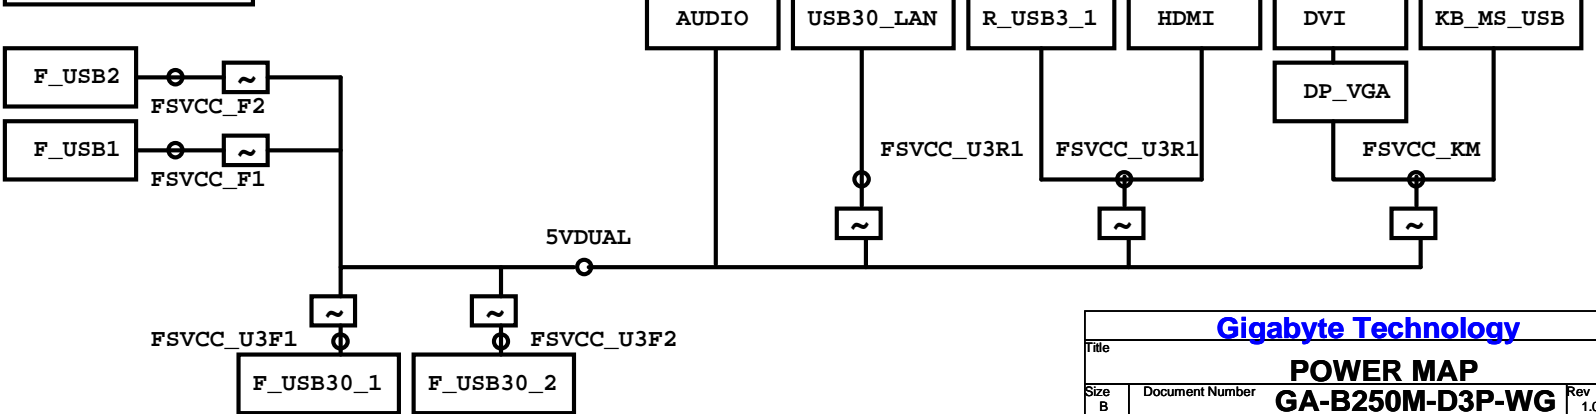 AUDIO
USB30_LAN
R_USB3_1
HDMI
DVI
KB_MS_USB
F_USB2
~
FSVCC_F2
DP_VGA
F_USB1
~
FSVCC_F1
FSVCC_U3R1
FSVCC_U3R1
FSVCC_KM
~
~
~
5VDUAL
~
~
FSVCC_U3F1
FSVCC_U3F2
F_USB30_1
F_USB30_2
Gigabyte Technology
Title
POWER MAP
Size
Document Number
GA-B250M-D3P-WG
Rev
B